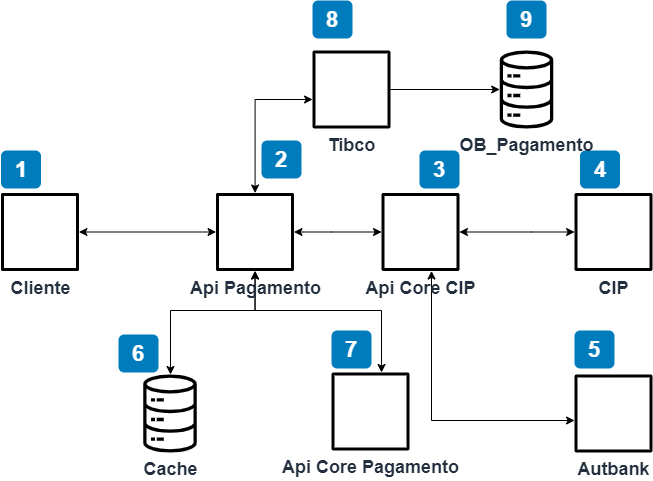 8
9
Tibco
OB_Pagamento
1
2
3
4
Cliente
Api Pagamento
Api Core CIP
CIP
6
7
5
Cache
Api Core Pagamento
Autbank